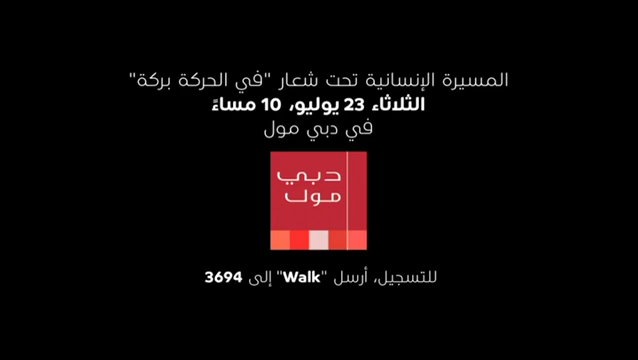 المسيرة الإنسانية تحت شعار "في الحركة بركة"
الثلاثاء 23 يوليو، 10 مساءً
في دبي مول
دبي
مول
للتسجيل، أرسل "Walk" إلى 3694